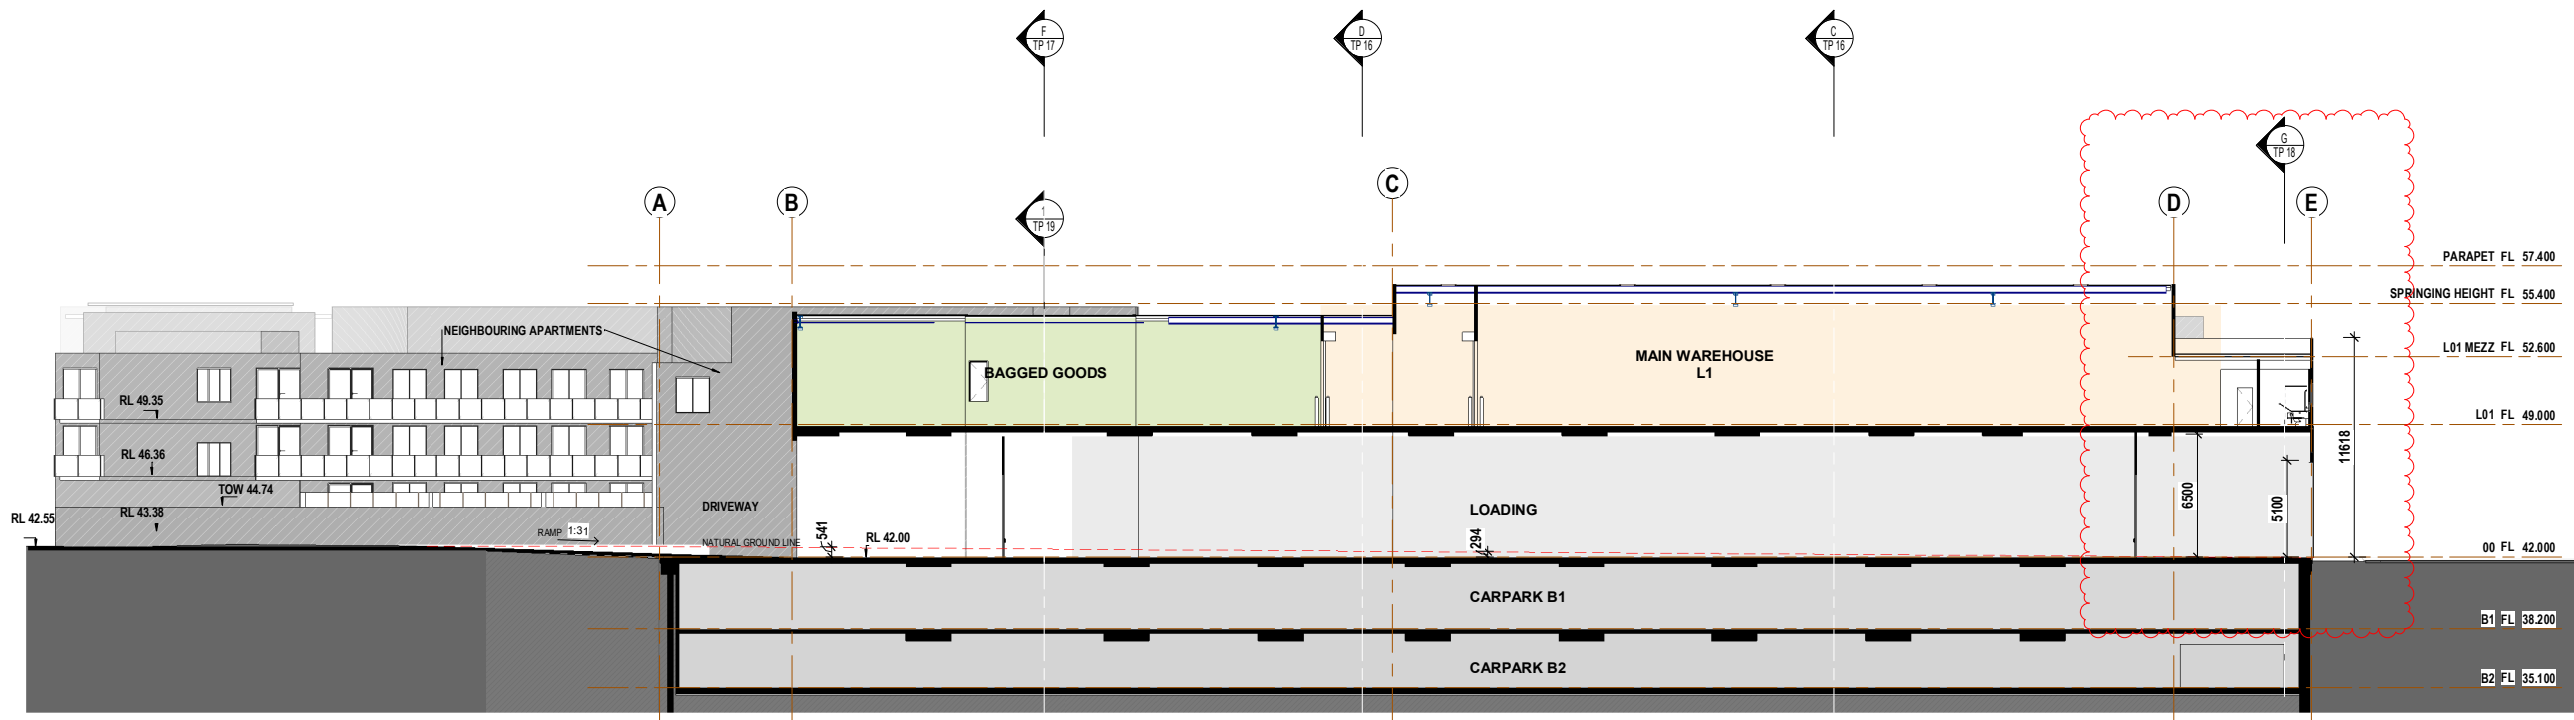 F
TP 17
D
TP 16
C
TP 16
G
TP 18
A
B
1
TP 19
C
D
E
PARAPET FL 57.400
SPRINGING HEIGHT FL 55.400
NEIGHBOURING APARTMENTS
L01 MEZZ FL 52.600
BAGGED GOODS
MAIN WAREHOUSE
L1
RL 49.35
L01 FL 49.000
RL 46.36
11618
TOW 44.74
6500
5100
DRIVEWAY
LOADING
RL 43.38
RL 42.55
RAMP 1:31
NATURAL GROUND LINE
541
RL 42.00
294
00 FL 42.000
CARPARK B1
B1 FL 38.200
CARPARK B2
B2 FL 35.100